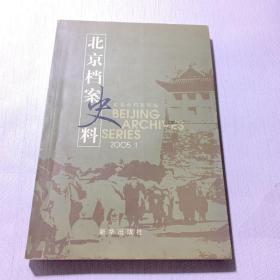 北京档案史料
北京市档案馆编
BEIJING
ARCHIVES
SERIES
2005.1
新华出版社